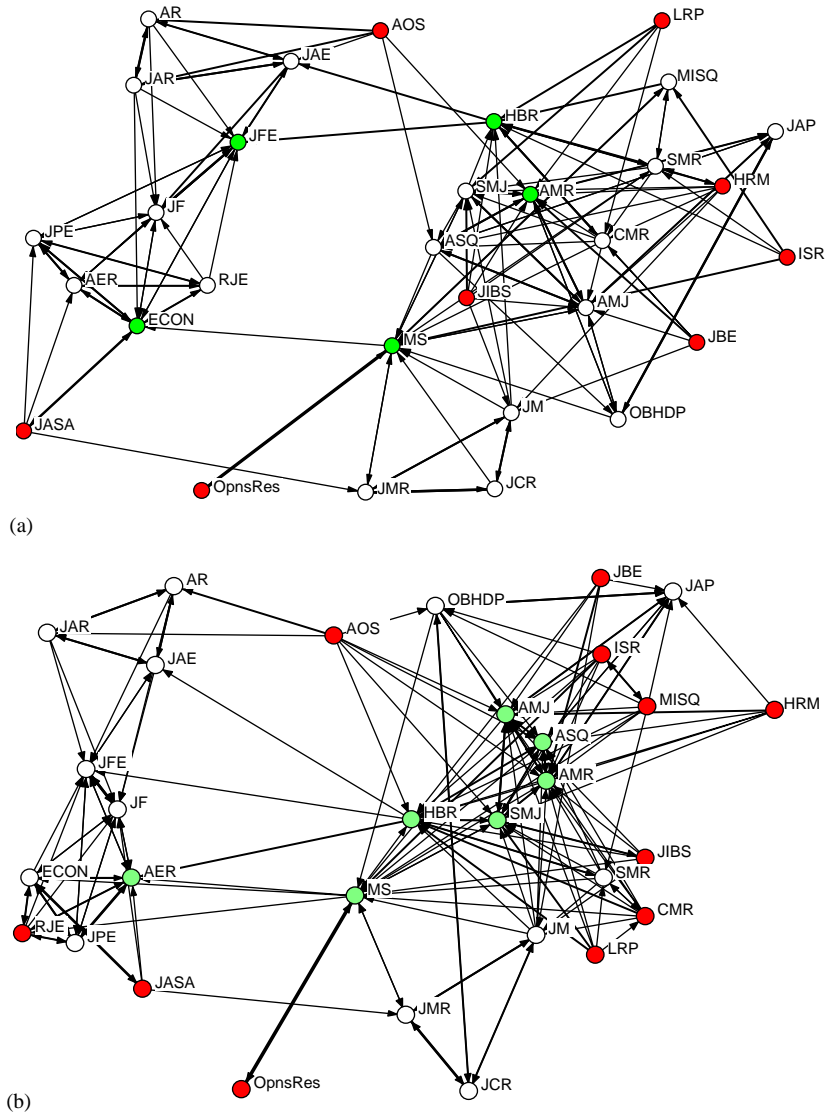 AR
AOS
LRP
JAE
JAR
MISQ
HBR
JAP
JFE
SMR
HRM
SMJ
AMR
JF
JPE
ASQ
CMR
ISR
AER
RJE
JIBS
AMJ
ECON
MS
JBE
JM
OBHDP
JASA
OpnsRes
JMR
JCR
(a)
JBE
AR
JAP
OBHDP
JAR
AOS
ISR
JAE
MISQ
HRM
AMJ
ASQ
JFE
AMR
JF
HBR
SMJ
JIBS
ECON
AER
SMR
MS
CMR
RJE
JPE
JM
LRP
JASA
JMR
OpnsRes
JCR
(b)